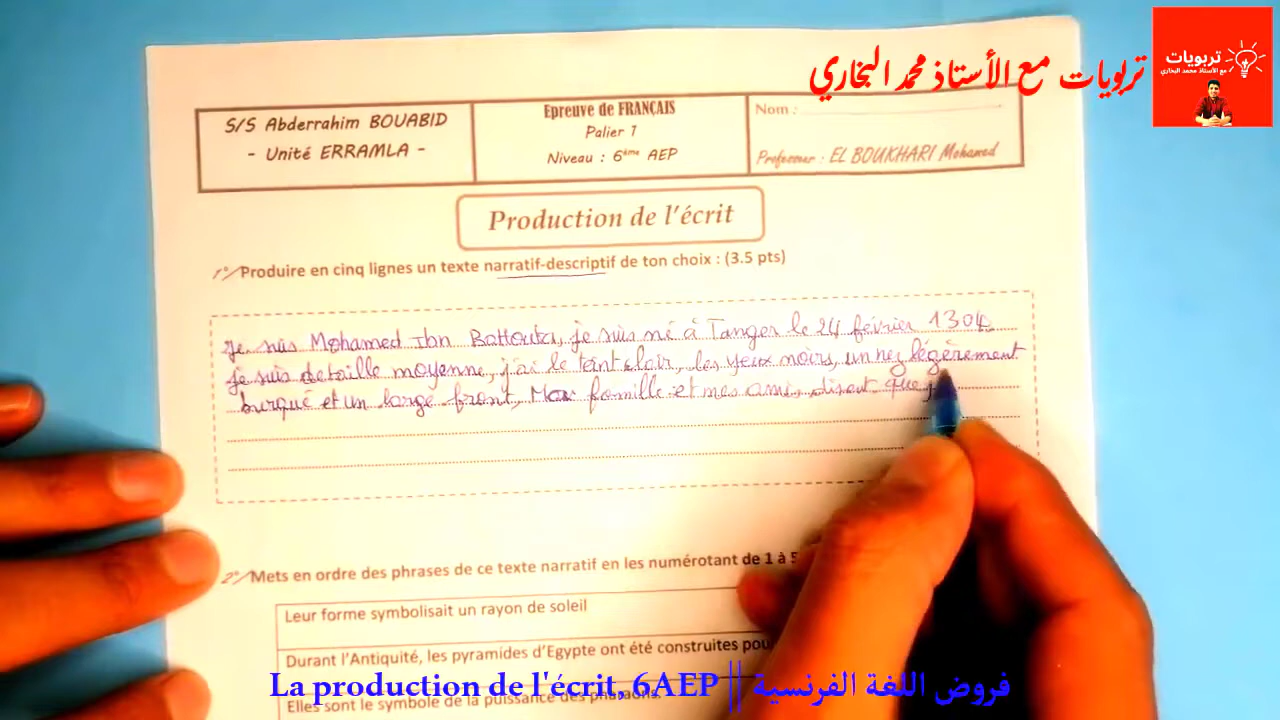 تربويات مع الأستاذ محمد البخاري
تربويات
مع الأستاذ محمد البخاري
S/S Abderrahim BOUABID
- Unité ERRAMLA -
Epreuve de FRANÇAIS
Palier 1
Niveau : 6ème AEP
Nom :
Professeur : EL BOUKHARI Mohamed
Production de l'écrit
1°/ Produire en cinq lignes un texte narratif-descriptif de ton choix : (3.5 pts)
Je suis Mohamed Ibn Battouta, je suis né à Tanger le 24 février 1304
je suis de taille moyenne, j'ai le teint clair, les yeux noirs, un nez légèrement
burqué et un large front, Ma famille et mes amis disent que j
2°/ Mets en ordre des phrases de ce texte narratif en les numérotant de 1 à 5
Leur forme symbolisait un rayon de soleil
Durant l'Antiquité, les pyramides d'Egypte ont été construites pou
Elles sont le symbole de la puissance des pharaons.
La production de l'écrit, 6AEP || فروض اللغة الفرنسية